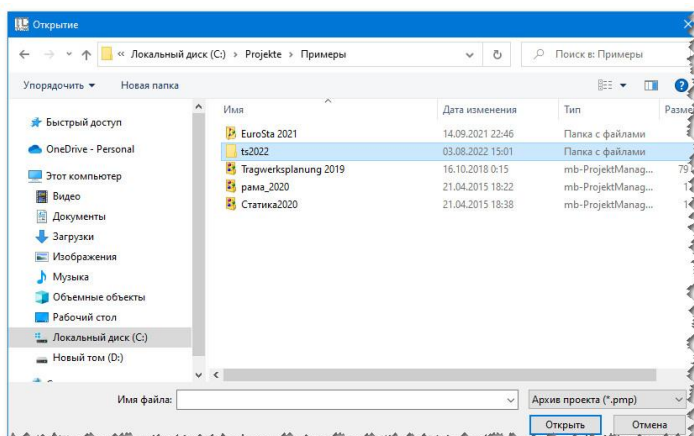 Открытие
« Локальный диск (C:) › Projekte › Примеры
Поиск в: Примеры
Упорядочить
Новая папка
Имя
Дата изменения
Тип
Разме
Быстрый доступ
OneDrive - Personal
Этот компьютер
Видео
Документы
Загрузки
Изображения
Музыка
Объемные объекты
Рабочий стол
Локальный диск (C:)
Новый том (D:)
EuroSta 2021 14.09.2021 22:46 Папка с файлами
ts2022 03.08.2022 15:01 Папка с файлами
Tragwerksplanung 2019 16.10.2018 0:15 mb-ProjektManag... 79
рама_2020 21.04.2015 18:22 mb-ProjektManag...
Статика2020 21.04.2015 18:38 mb-ProjektManag...
Имя файла:
Архив проекта (*.pmp)
Открыть
Отмена